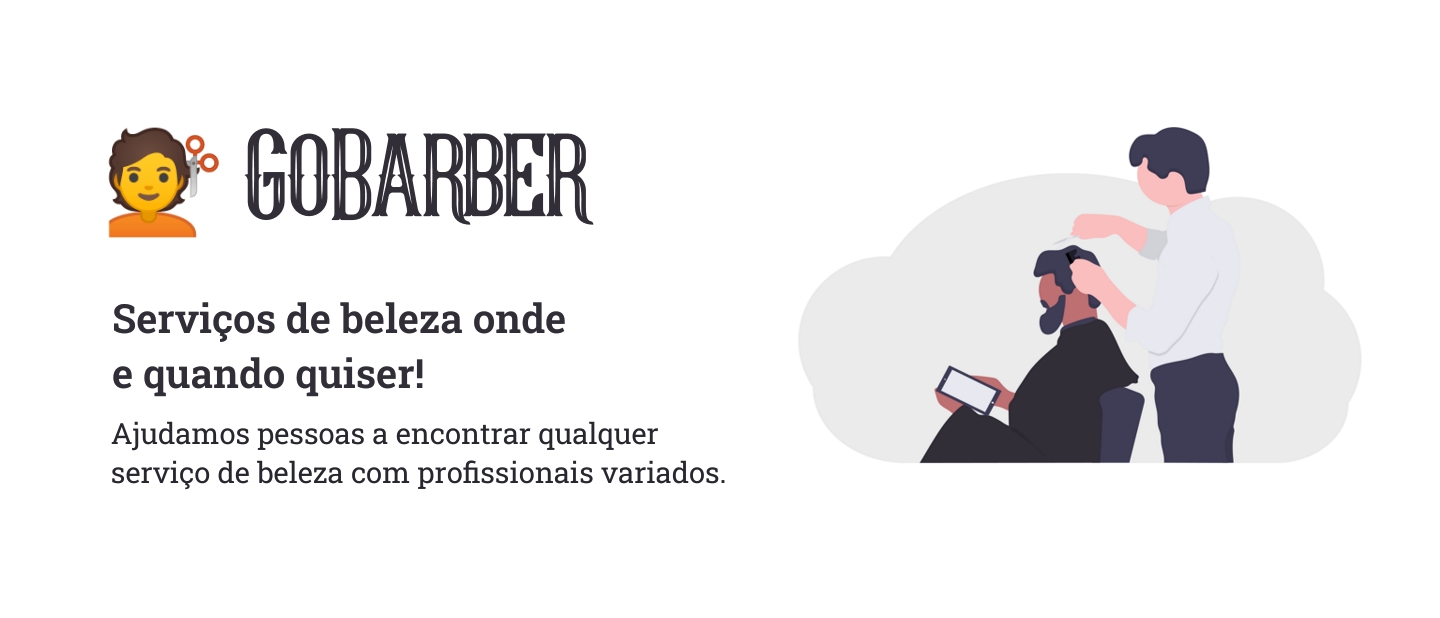 GOBARBER
Serviços de beleza onde
e quando quiser!
Ajudamos pessoas a encontrar qualquer
serviço de beleza com profissionais variados.